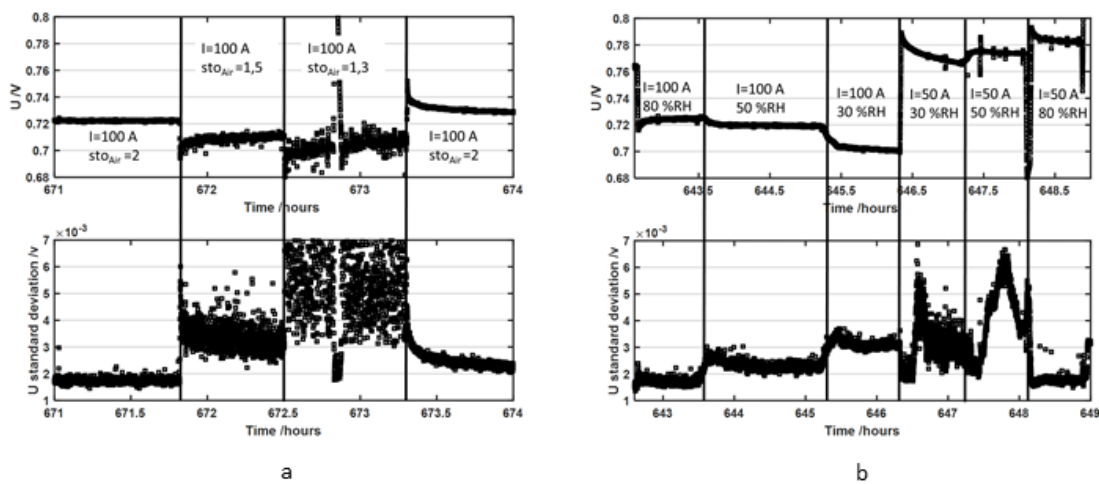 0.8
0.78
0.76
0.74
0.72
0.7
0.68
U /V
I=100 A
stoAir =2
I=100 A
stoAir =1,5
I=100 A
stoAir =1,3
I=100 A
stoAir =2
671
672
673
674
Time /hours
×10-3
7
6
5
4
3
2
1
U standard deviation /v
671
671.5
672
672.5
673
673.5
674
Time /hours
a
0.8
0.78
0.76
0.74
0.72
0.7
0.68
U /V
I=100 A
80 %RH
I=100 A
50 %RH
I=100 A
30 %RH
I=50 A
30 %RH
I=50 A
50 %RH
I=50 A
80 %RH
643.5
644.5
645.5
646.5
647.5
648.5
Time /hours
×10-3
7
6
5
4
3
2
1
U standard deviation /v
643
644
645
646
647
648
649
Time /hours
b